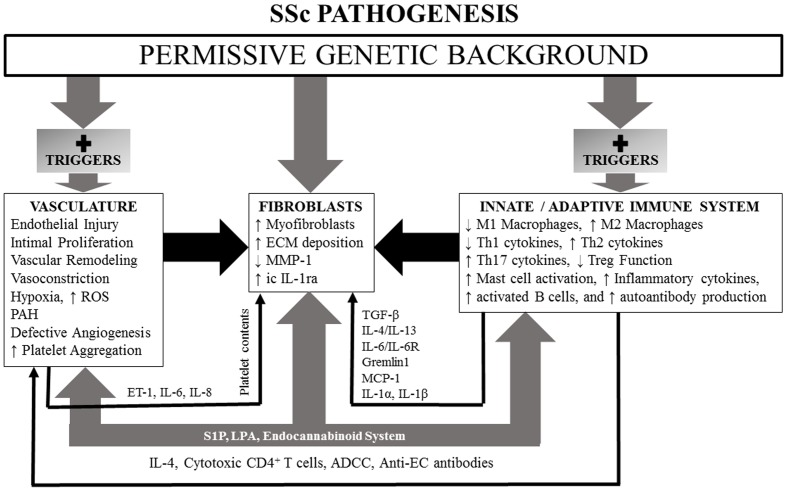 SSc PATHOGENESIS
PERMISSIVE GENETIC BACKGROUND
+
TRIGGERS
+
TRIGGERS
VASCULATURE
Endothelial Injury
Intimal Proliferation
Vascular Remodeling
Vasoconstriction
Hypoxia, ↑ ROS
PAH
Defective Angiogenesis
↑ Platelet Aggregation
FIBROBLASTS
↑ Myofibroblasts
↑ ECM deposition
↓ MMP-1
↑ ic IL-1ra
INNATE / ADAPTIVE IMMUNE SYSTEM
↓ M1 Macrophages, ↑ M2 Macrophages
↓ Th1 cytokines, ↑ Th2 cytokines
↑ Th17 cytokines, ↓ Treg Function
↑ Mast cell activation, ↑ Inflammatory cytokines,
↑ activated B cells, and ↑ autoantibody production
Platelet contents
ET-1, IL-6, IL-8
TGF-β
IL-4/IL-13
IL-6/IL-6R
Gremlin1
MCP-1
IL-1α, IL-1β
S1P, LPA, Endocannabinoid System
IL-4, Cytotoxic CD4⁺ T cells, ADCC, Anti-EC antibodies